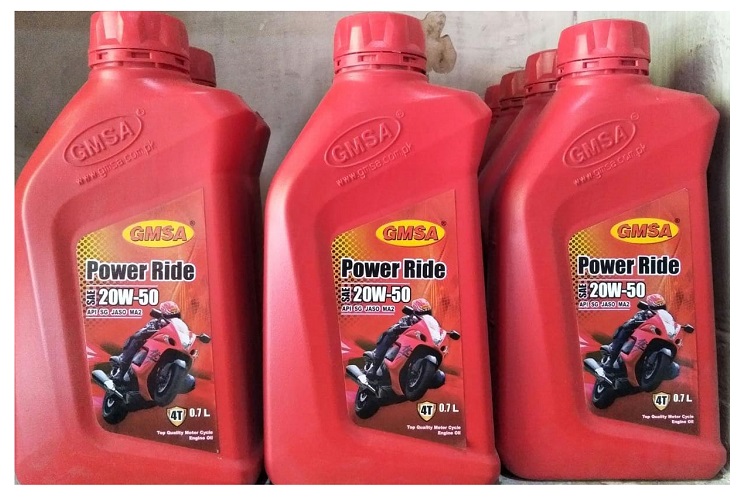 GMSA®
www.gmsa.com.pk
GMSA®
Power Ride
SAE 20W-50
API SG JASO MA2
4T 0.7 L
Top Quality Motor Cycle
Engine Oil
GMSA®
www.gmsa.com.pk
GMSA®
Power Ride
SAE 20W-50
API SG JASO MA2
4T 0.7 L
Top Quality Motor Cycle
Engine Oil
GMSA®
www.gmsa.com.pk
GMSA®
Power Ride
SAE 20W-50
API SG JASO MA2
4T 0.7 L
Top Quality Motor Cycle
Engine Oil